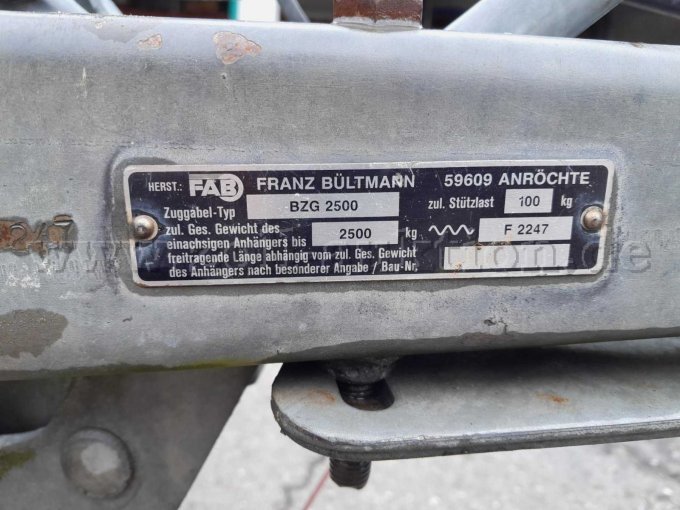 HERST.: FAB FRANZ BÜLTMANN 59609 ANRÖCHTE
Zuggabel-Typ BZG 2500 zul. Stützlast 100 kg
zul. Ges. Gewicht des
einachsigen Anhängers bis 2500 kg F 2247
freitragende Länge abhängig vom zul. Ges. Gewicht
des Anhängers nach besonderer Angabe / Bau-Nr.
247